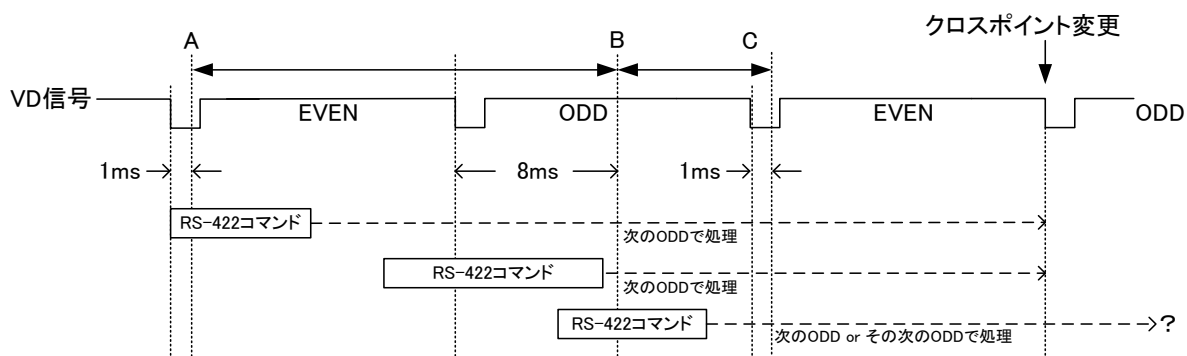 クロスポイント変更
A
B
C
VD信号
EVEN
ODD
EVEN
ODD
1ms
8ms
1ms
RS-422コマンド
次のODDで処理
RS-422コマンド
次のODDで処理
RS-422コマンド
?
次のODD or その次のODDで処理